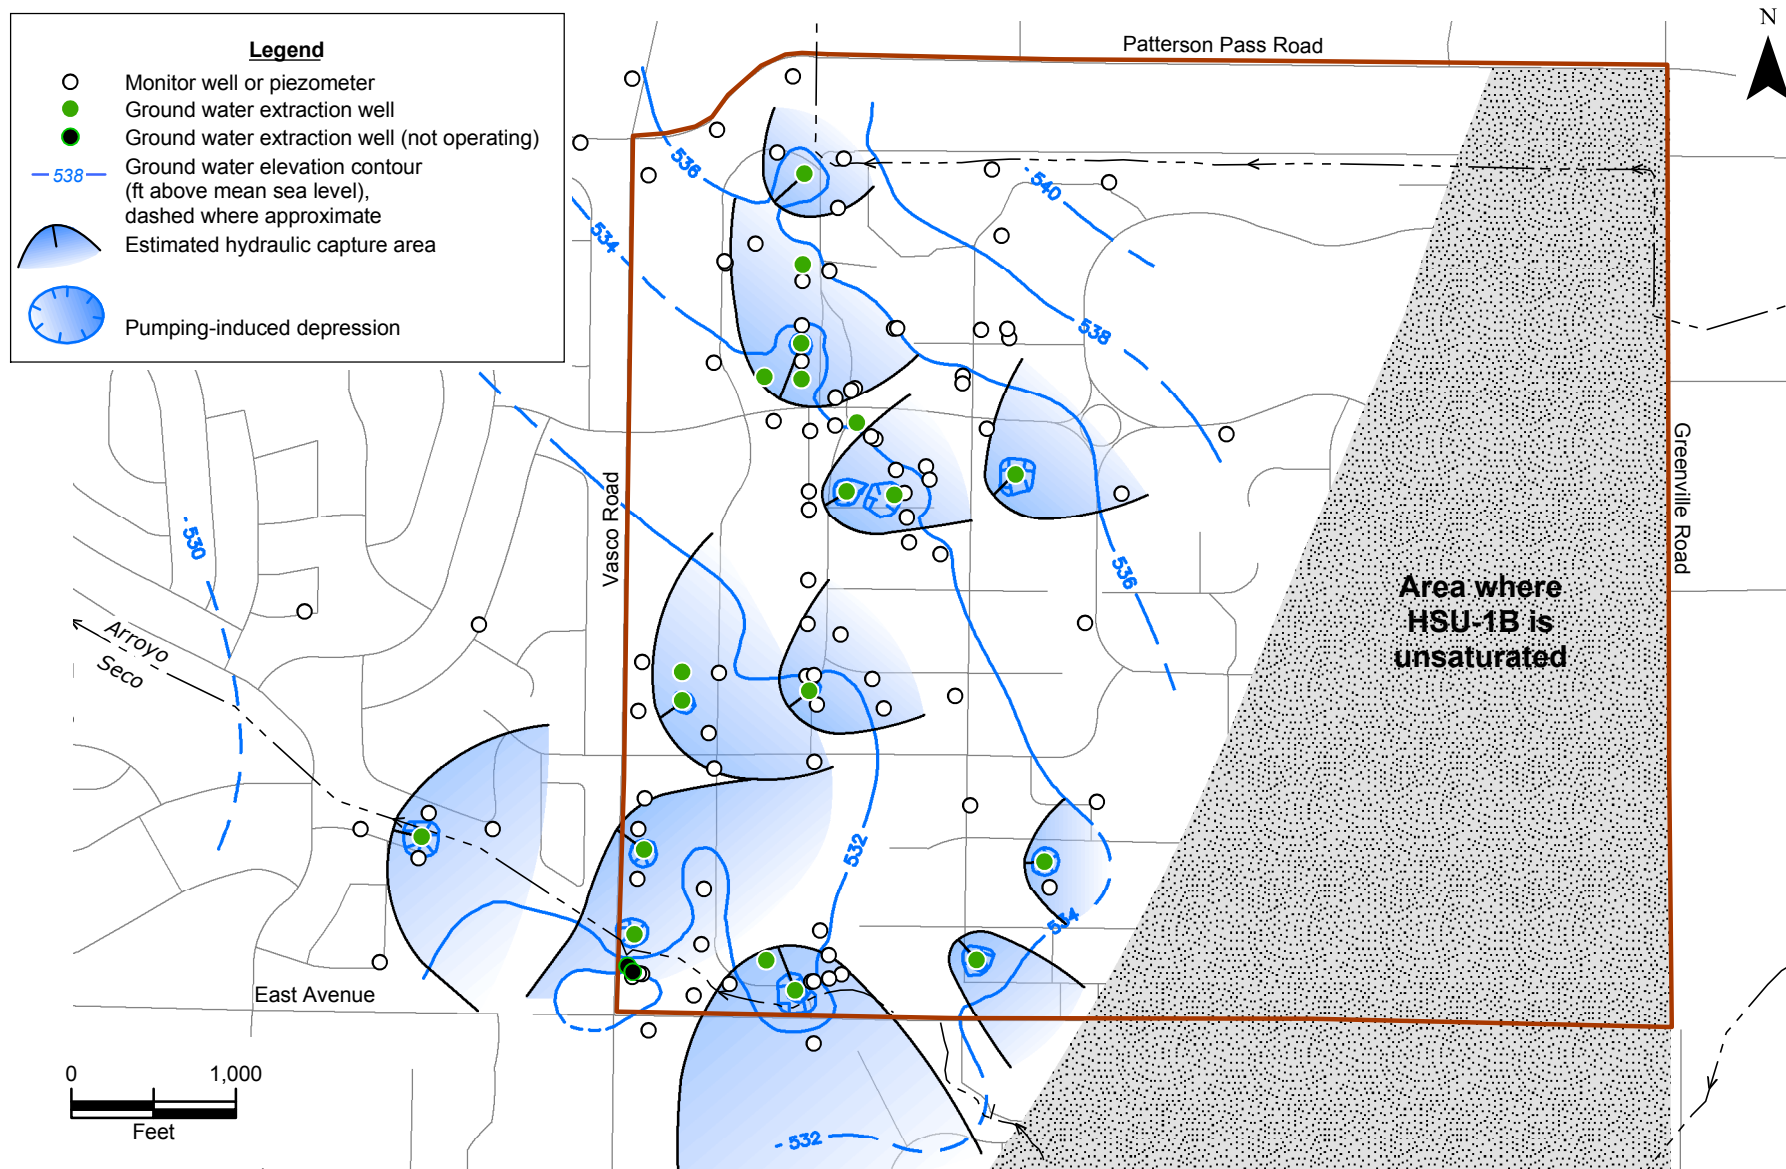 Legend
Monitor well or piezometer
Ground water extraction well
Ground water extraction well (not operating)
538
Ground water elevation contour
(ft above mean sea level),
dashed where approximate
Estimated hydraulic capture area
Pumping-induced depression
Patterson Pass Road
N
536
540
534
538
Greenville Road
Vasco Road
530
536
Area where
HSU-1B is
unsaturated
Arroyo
Seco
532
534
East Avenue
0 1,000
Feet
532